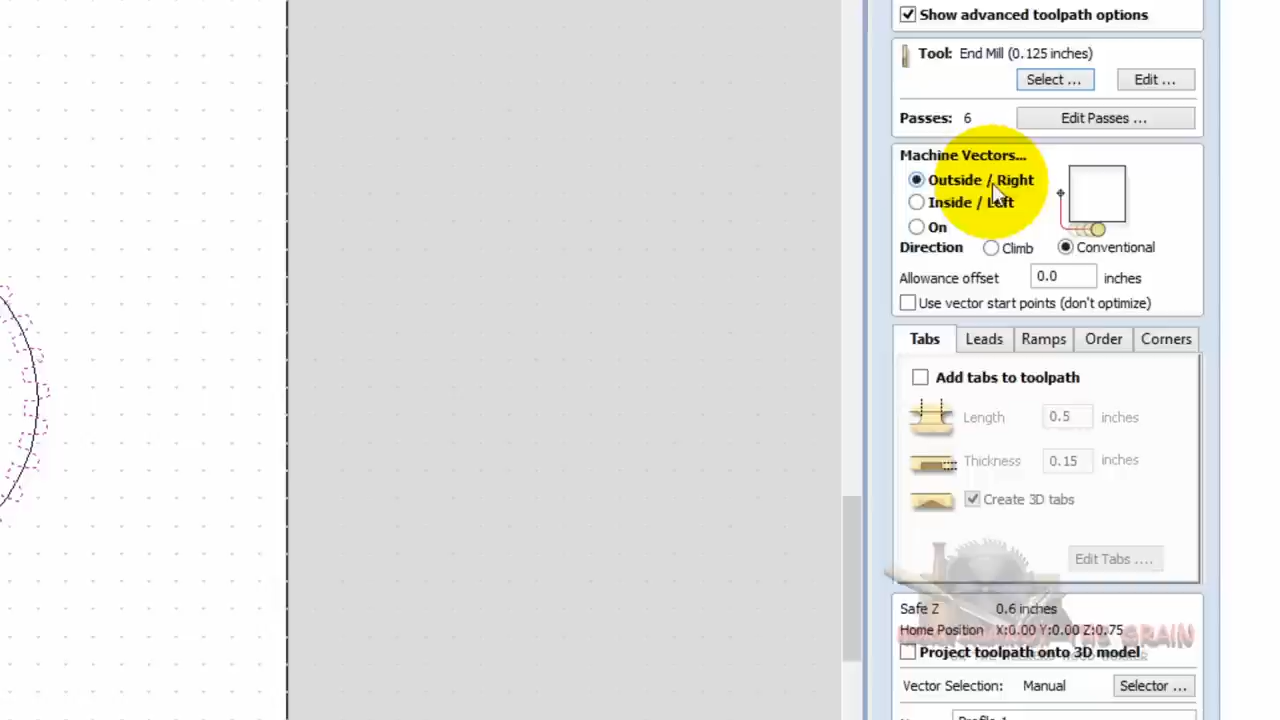 Show advanced toolpath options
Tool: End Mill (0.125 inches)
Select ... Edit ...
Passes: 6 Edit Passes ...
Machine Vectors...
Outside / Right
Inside / Left
On
Direction Climb Conventional
Allowance offset 0.0 inches
Use vector start points (don't optimize)
Tabs Leads Ramps Order Corners
Add tabs to toolpath
Length 0.5 inches
Thickness 0.15 inches
Create 3D tabs
Edit Tabs ....
Safe Z 0.6 inches
Home Position X:0.00 Y:0.00 Z:0.75
THE GRAIN
Project toolpath onto 3D model
Vector Selection: Manual Selector ...
Profile 1